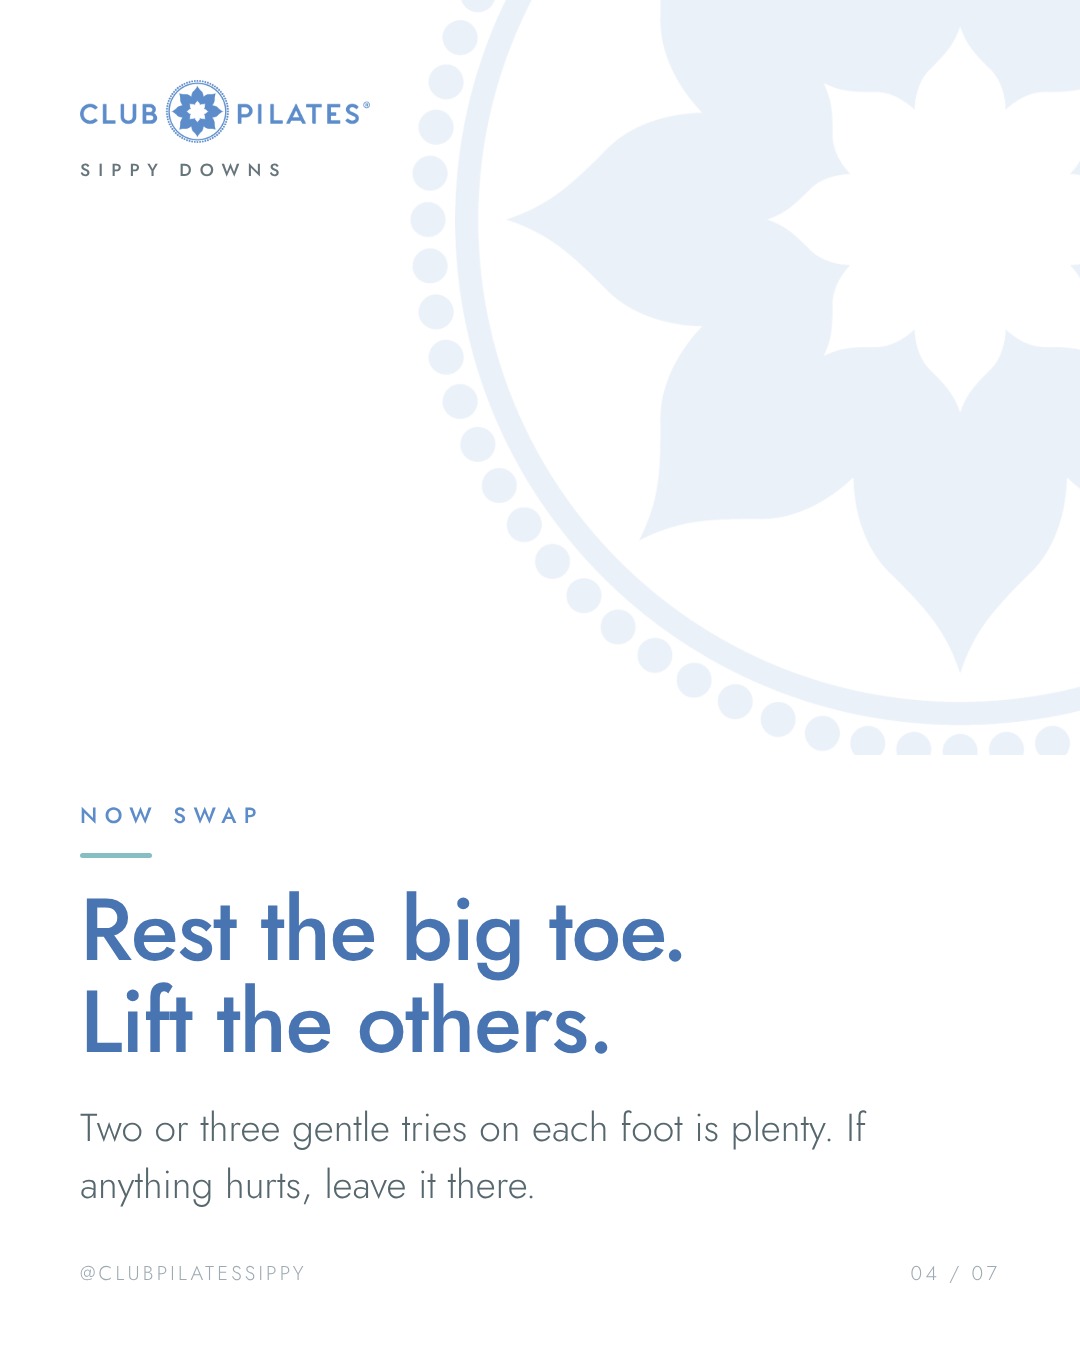 CLUB PILATES®
SIPPY DOWNS
NOW SWAP
Rest the big toe.
Lift the others.
Two or three gentle tries on each foot is plenty. If
anything hurts, leave it there.
@CLUBPILATESSIPPY
04 / 07